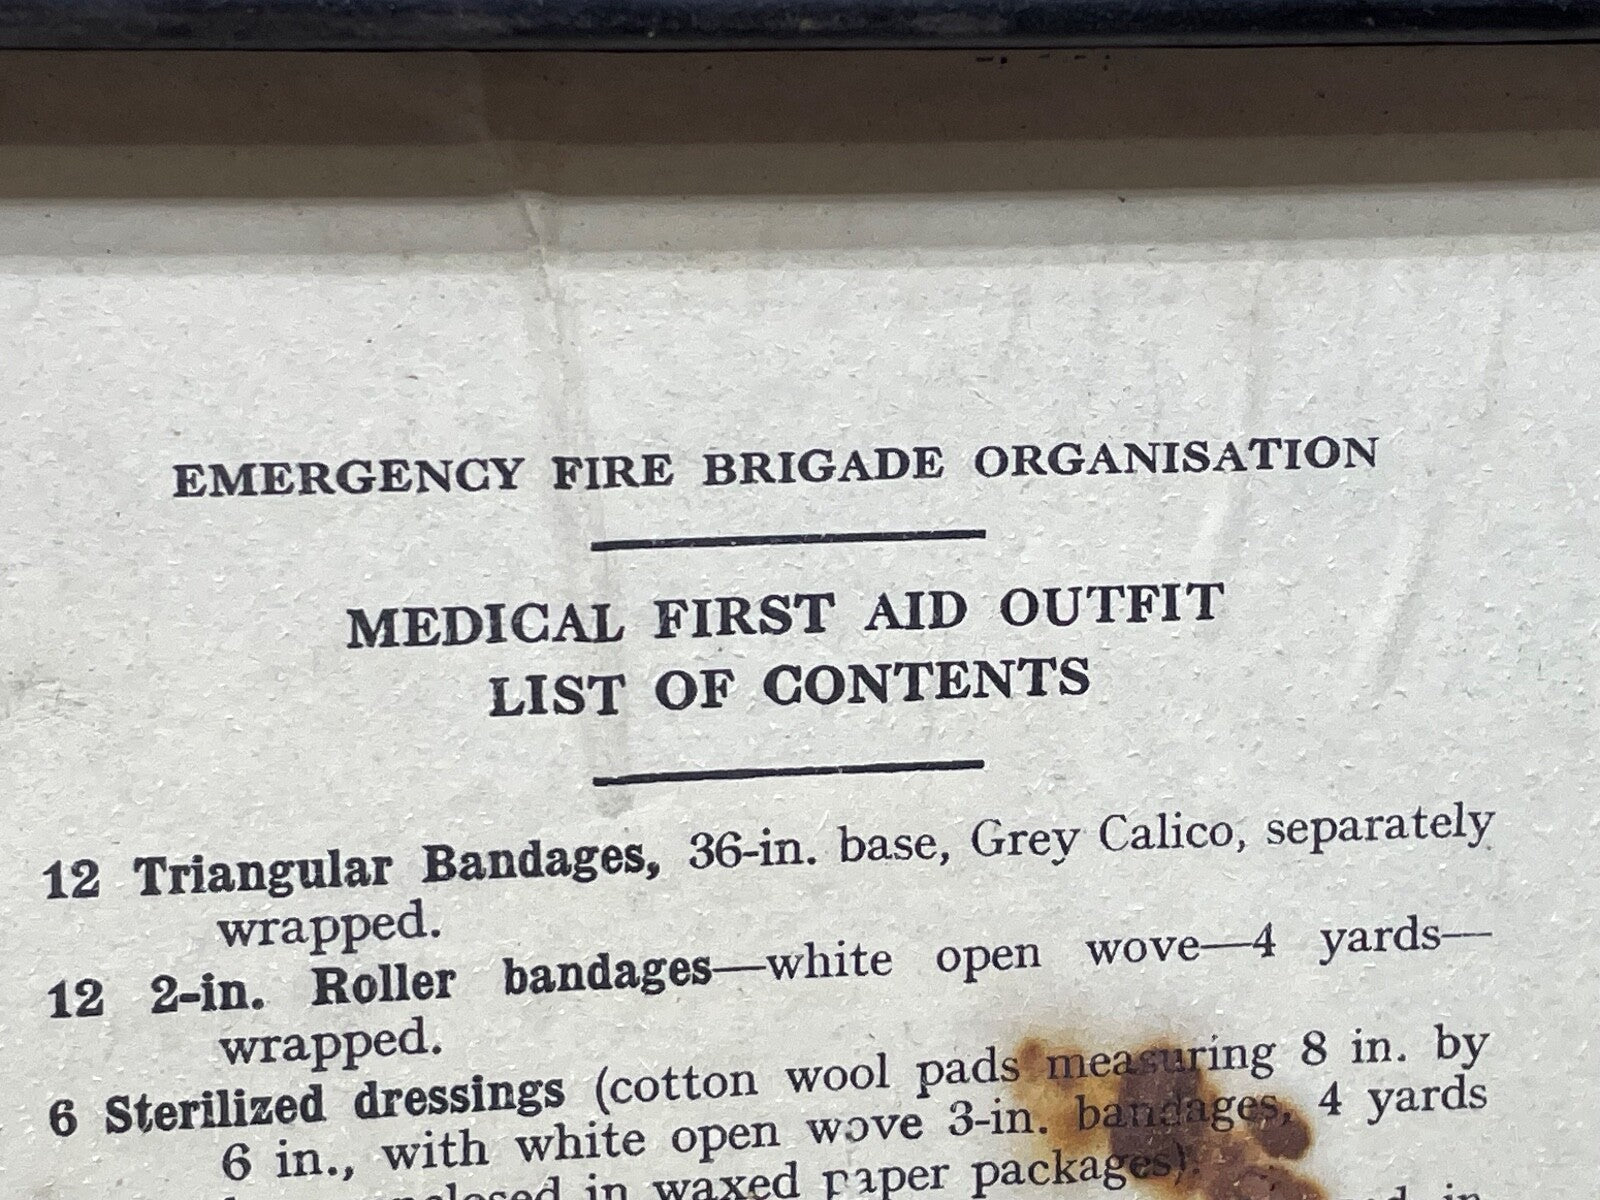 EMERGENCY FIRE BRIGADE ORGANISATION
MEDICAL FIRST AID OUTFIT
LIST OF CONTENTS
12 Triangular Bandages, 36-in. base, Grey Calico, separately
wrapped.
12 2-in. Roller bandages—white open wove—4 yards—
wrapped.
6 Sterilized dressings (cotton wool pads measuring 8 in. by
6 in., with white open wove 3-in. bandages, 4 yards
in waxed paper packages).
in